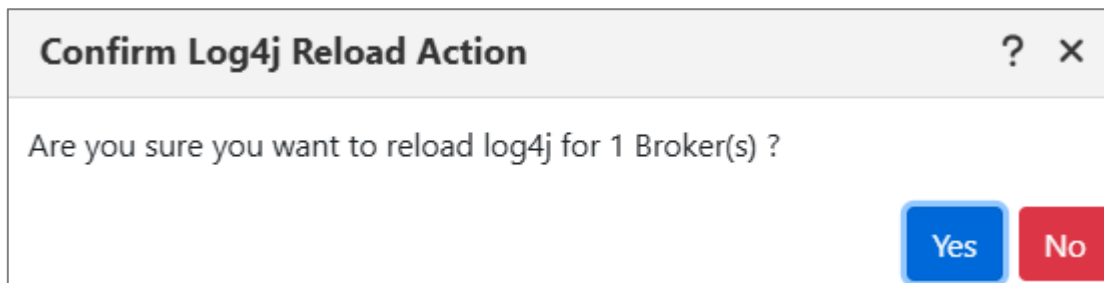 Confirm Log4j Reload Action ? ×
Are you sure you want to reload log4j for 1 Broker(s) ?
Yes No